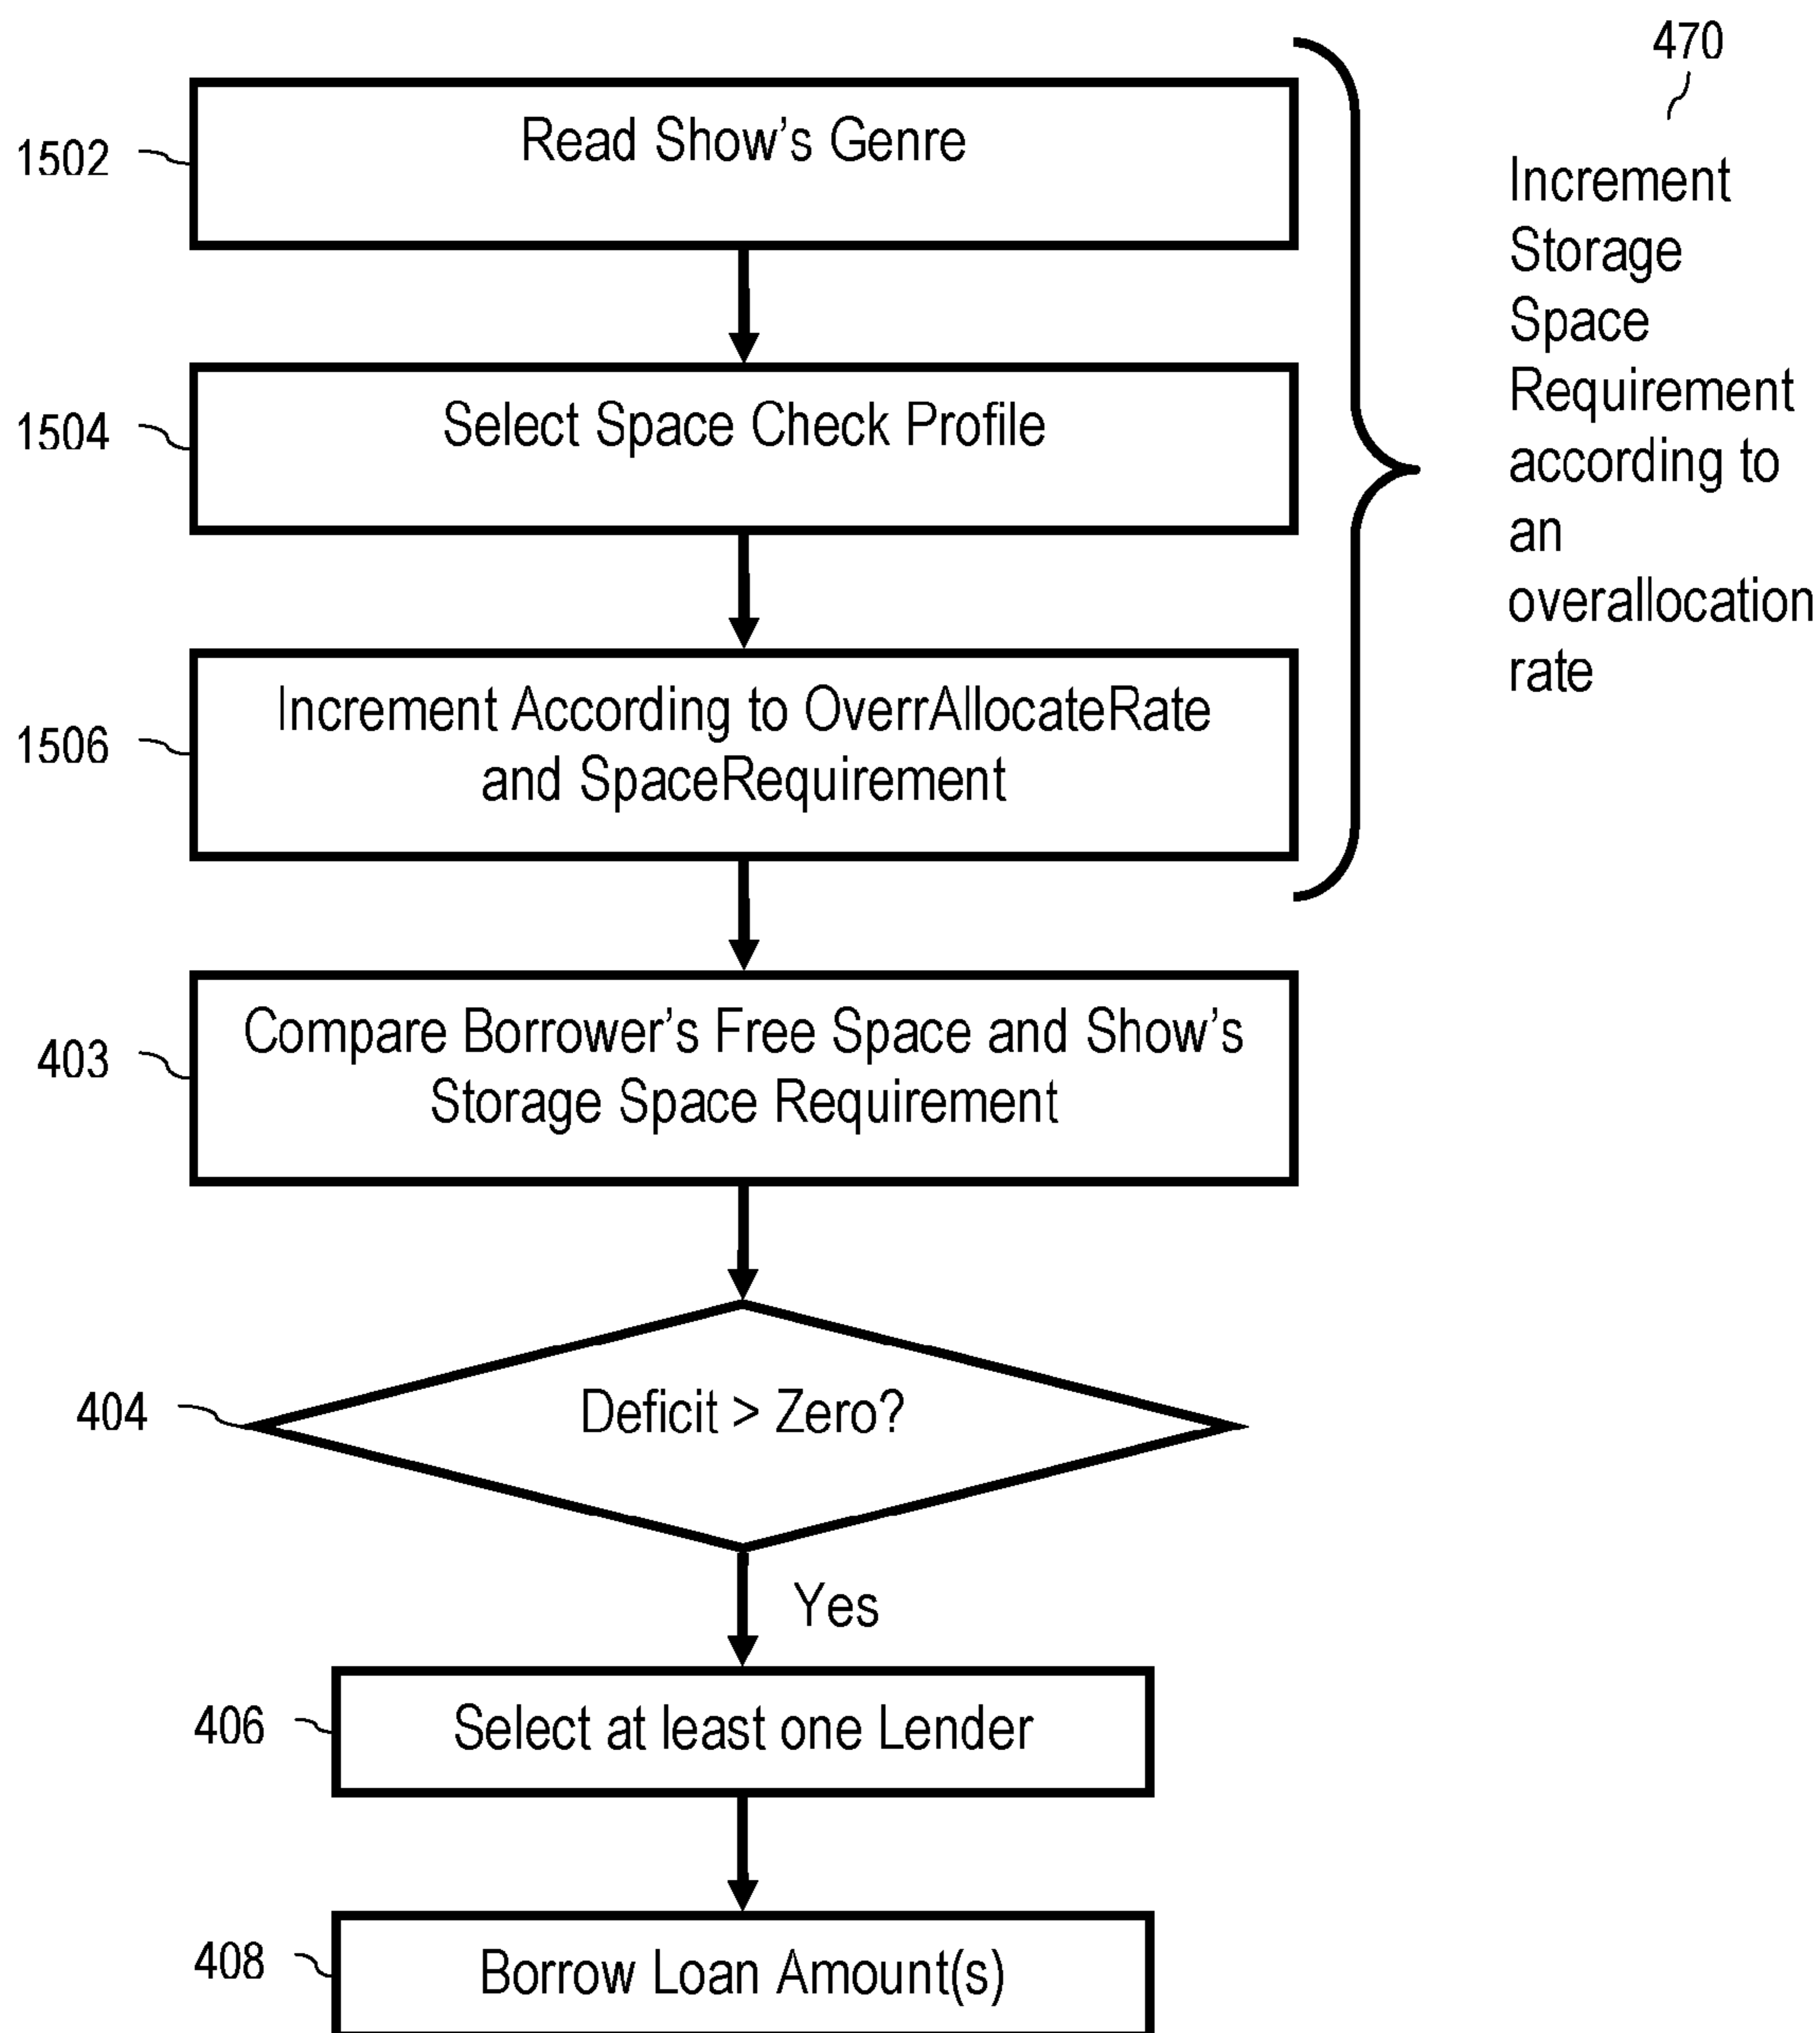 470
1502
Read Show's Genre
Increment
Storage
Space
Requirement
according to
an
overallocation
rate
1504
Select Space Check Profile
1506
Increment According to OverrAllocateRate
and SpaceRequirement
403
Compare Borrower's Free Space and Show's
Storage Space Requirement
404
Deficit > Zero?
Yes
406
Select at least one Lender
408
Borrow Loan Amount(s)